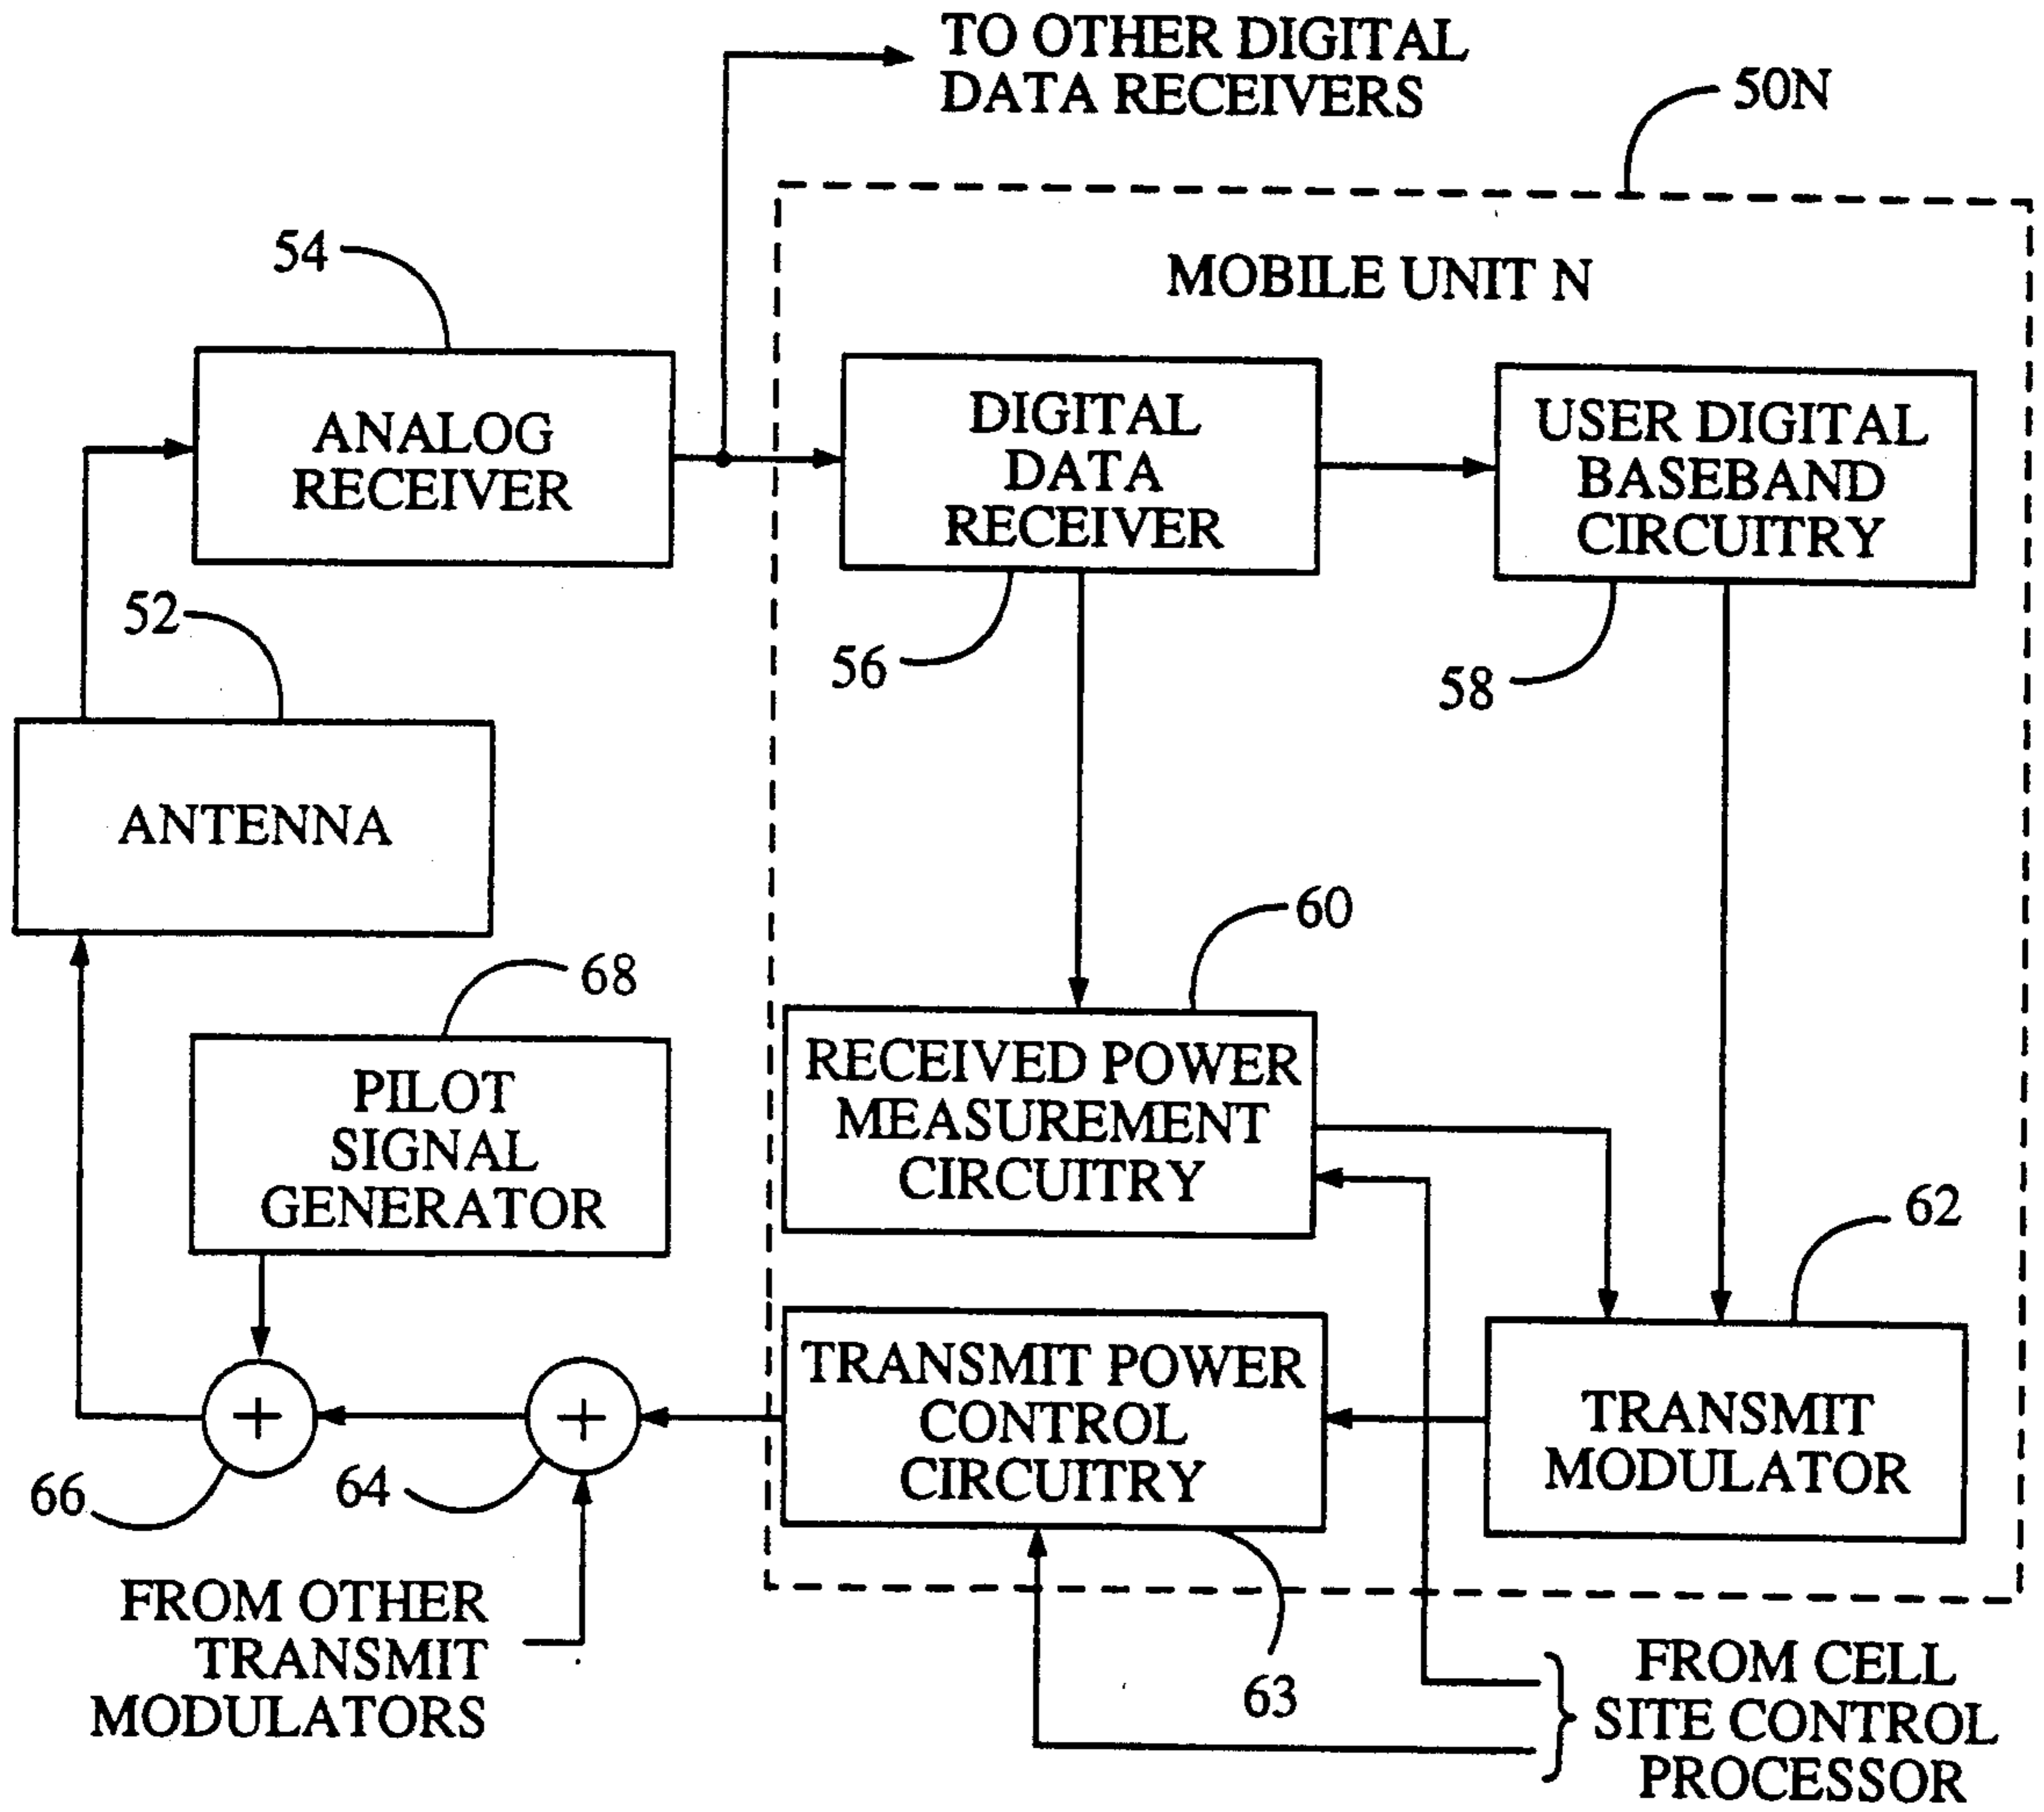 TO OTHER DIGITAL
DATA RECEIVERS
50N
MOBILE UNIT N
54
ANALOG
RECEIVER
DIGITAL
DATA
RECEIVER
USER DIGITAL
BASEBAND
CIRCUITRY
52
56
58
ANTENNA
60
68
PILOT
SIGNAL
GENERATOR
RECEIVED POWER
MEASUREMENT
CIRCUITRY
62
TRANSMIT POWER
CONTROL
CIRCUITRY
TRANSMIT
MODULATOR
+
+
66
64
FROM OTHER
TRANSMIT
MODULATORS
63
FROM CELL
SITE CONTROL
PROCESSOR